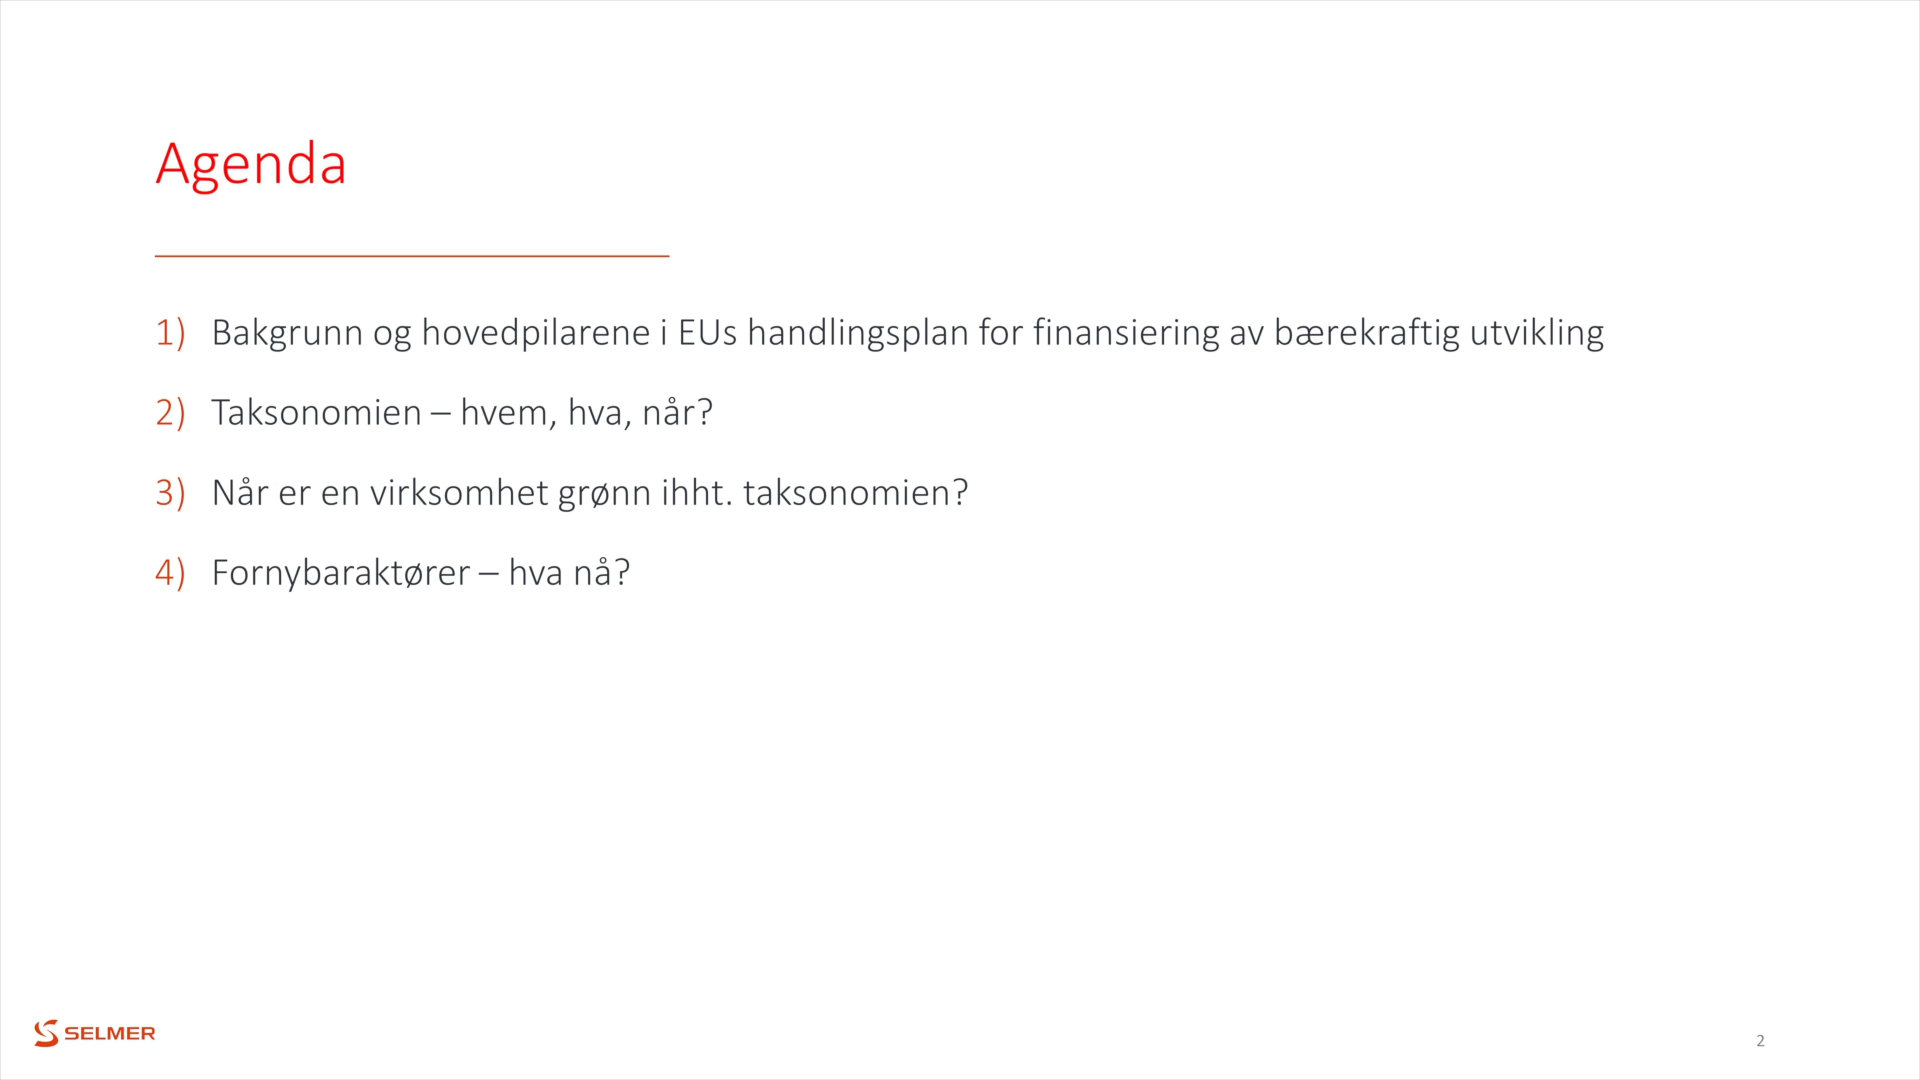 Agenda
1) Bakgrunn og hovedpilarene i EUs handlingsplan for finansiering av bærekraftig utvikling
2) Taksonomien – hvem, hva, når?
3) Når er en virksomhet grønn ihht. taksonomien?
4) Fornybaraktører – hva nå?
SELMER
2